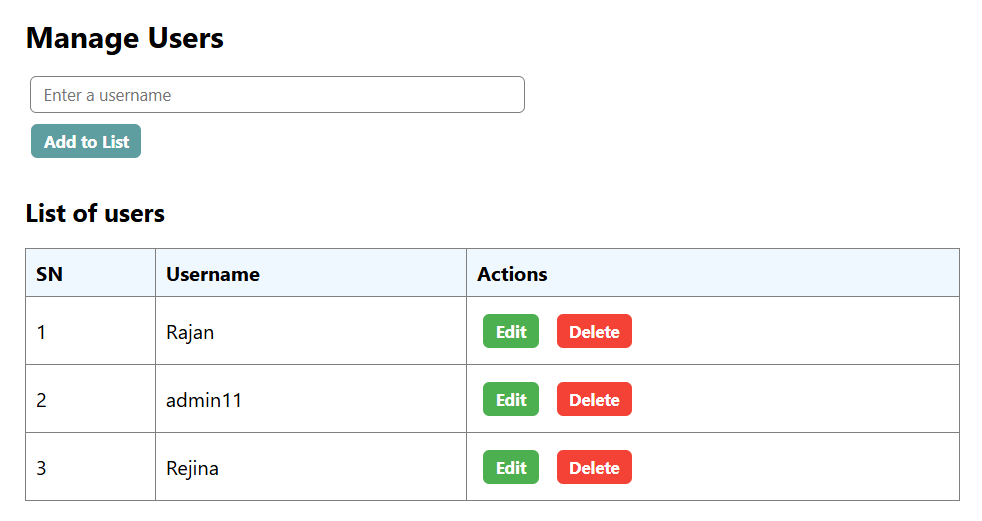 Manage Users
Enter a username
Add to List
List of users
SN Username Actions
1 Rajan Edit Delete
2 admin11 Edit Delete
3 Rejina Edit Delete